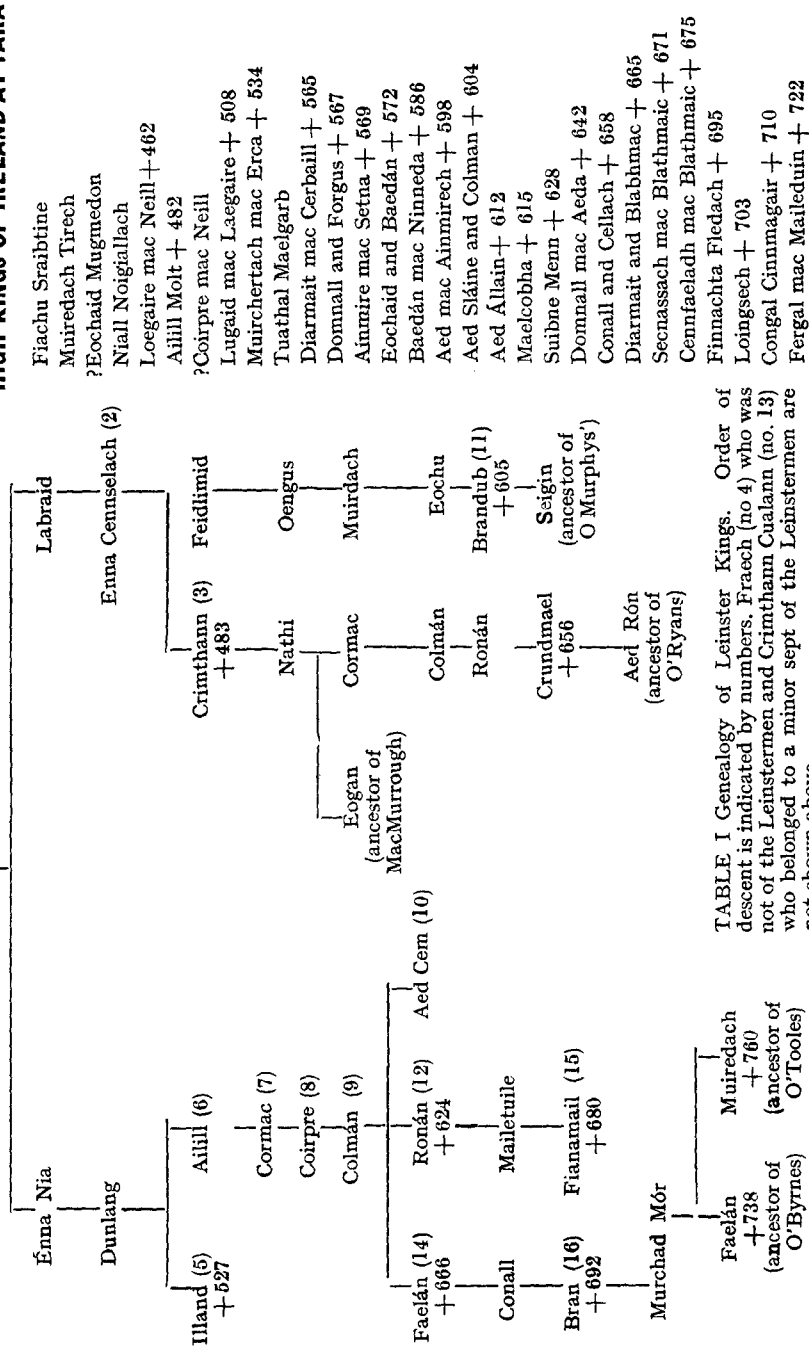 HIGH KINGS OF IRELAND AT TARA
Fiachu Sraibtine
Muiredach Tirech
?Eochaid Mugmedon
Niall Noigiallach
Loegaire mac Neill + 462
Ailill Molt + 482
?Coirpre mac Neill
Lugaid mac Laegaire + 508
Muirchertach mac Erca + 534
Tuathal Maelgarb
Diarmait mac Cerbaill + 565
Domnall and Forgus + 567
Ainmire mac Setna + 569
Eochaid and Baedán + 572
Baedán mac Ninneda + 586
Aed mac Ainmirech + 598
Aed Sláine and Colman + 604
Aed Állain + 612
Maelcobha + 615
Suibne Menn + 628
Domnall mac Aeda + 642
Conall and Cellach + 658
Diarmait and Blabhmac + 665
Secnassach mac Blathmaic + 671
Cennfaeladh mac Blathmaic + 675
Finnachta Fledach + 695
Loingsech + 703
Congal Cinnmagair + 710
Fergal mac Maileduin + 722
Énna Nia
Labraid
Dunlang
Enna Cennselach (2)
Illand (5)
+527
Ailill (6)
Crimthann (3)
+483
Feidlimid
Cormac (7)
Nathi
Oengus
Coirpre (8)
Eogan
(ancestor of
MacMurrough)
Cormac
Muirdach
Colmán (9)
Colmán
Eochu
Faelán (14)
+666
Ronán (12)
+624
Aed Cem (10)
Ronán
Brandub (11)
+605
Conall
Mailetuile
Crundmael
+656
Seigin
(ancestor of
O Murphys')
Bran (16)
+692
Fianamail (15)
+680
Aed Rón
(ancestor of
O'Ryans)
Murchad Mór
Faelán
+738
(ancestor of
O'Byrnes)
Muiredach
+760
(ancestor of
O'Tooles)
TABLE I Genealogy of Leinster Kings. Order of
descent is indicated by numbers. Fraech (no 4) who was
not of the Leinstermen and Crimthann Cualann (no. 13)
who belonged to a minor sept of the Leinstermen are
not shown above